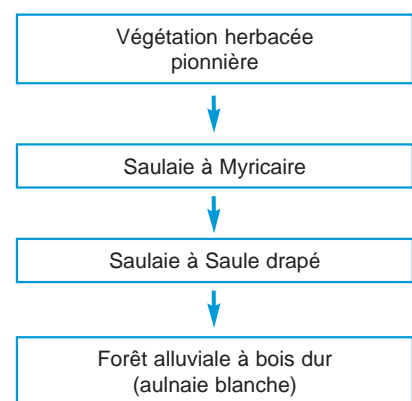 Végétation herbacée
pionnière
Saulaie à Myricaire
Saulaie à Saule drapé
Forêt alluviale à bois dur
(aulnaie blanche)